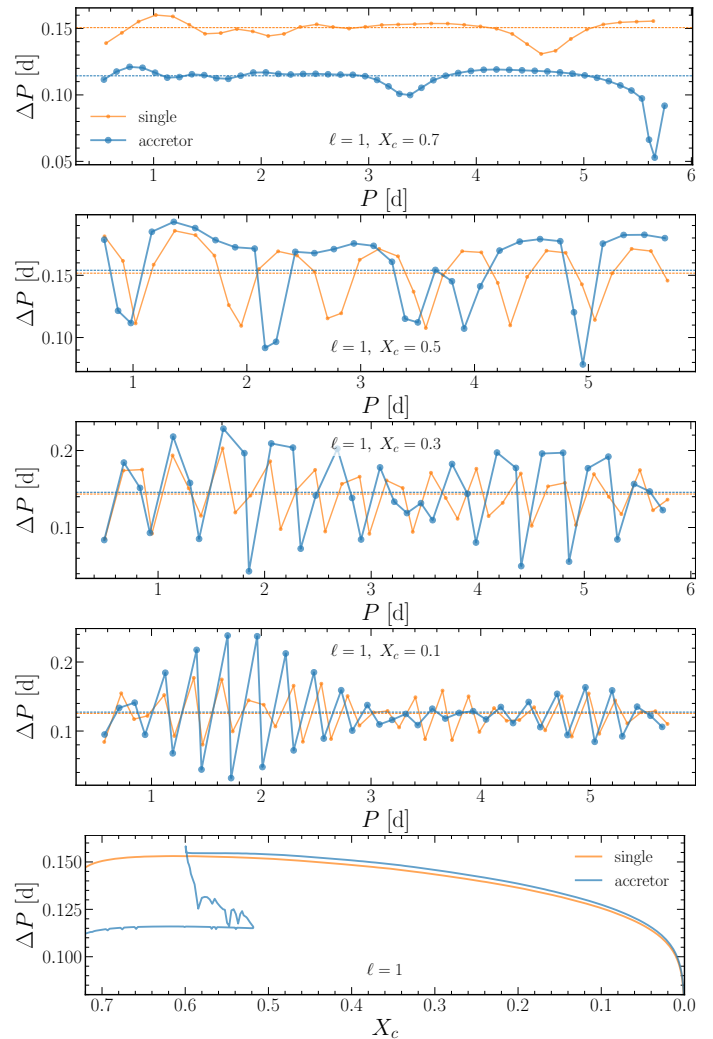 0.15
0.10
0.05
ΔP [d]
single
accretor
ℓ = 1, X_c = 0.7
1 2 3 4 5 6
P [d]
0.15
0.10
ΔP [d]
ℓ = 1, X_c = 0.5
1 2 3 4 5
P [d]
0.2
0.1
ΔP [d]
ℓ = 1, X_c = 0.3
1 2 3 4 5
P [d]
0.2
0.1
ΔP [d]
ℓ = 1, X_c = 0.1
1 2 3 4 5
P [d]
0.150
0.125
0.100
ΔP [d]
single
accretor
ℓ = 1
0.7 0.6 0.5 0.4 0.3 0.2 0.1 0.0
X_c